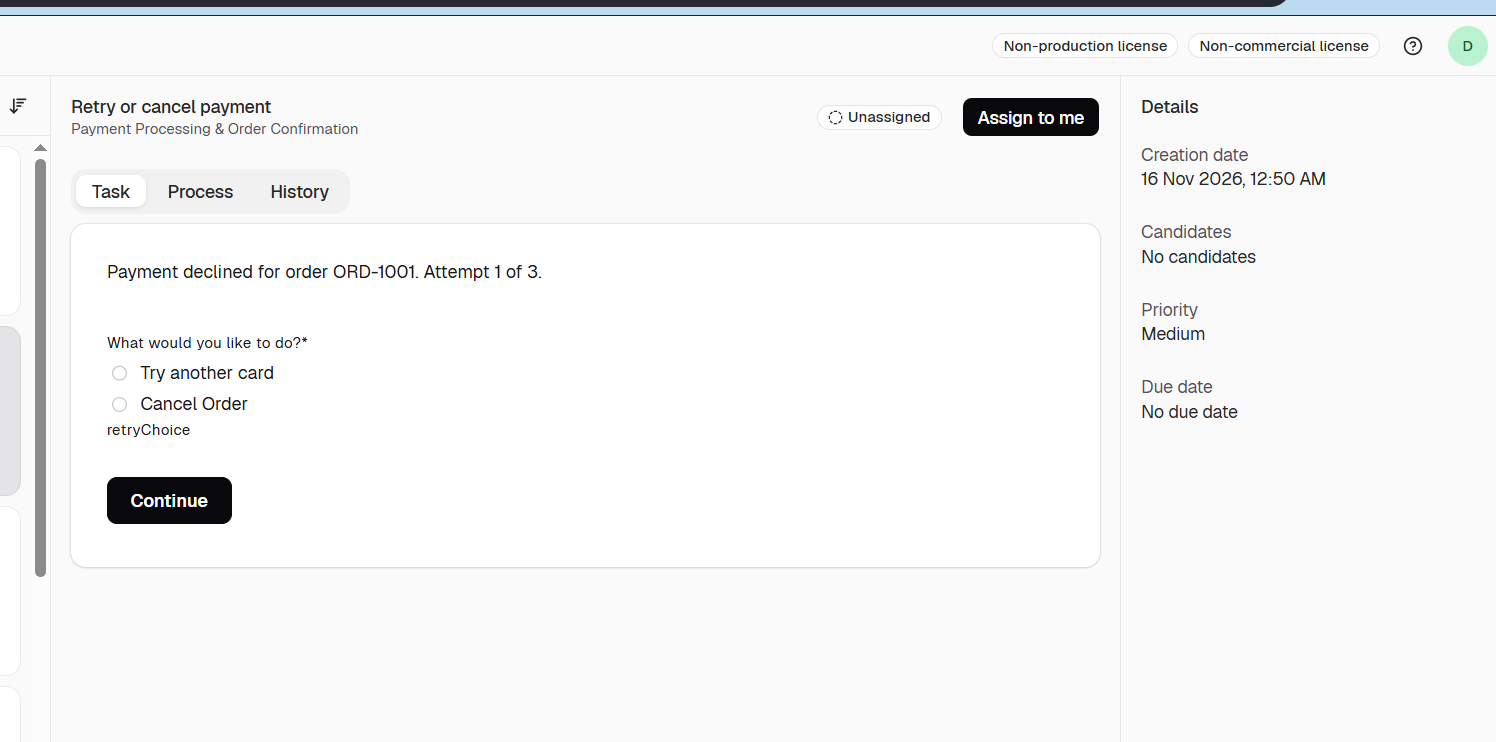 Non-production license
Non-commercial license
D
Retry or cancel payment
Payment Processing & Order Confirmation
Unassigned
Assign to me
Task
Process
History
Payment declined for order ORD-1001. Attempt 1 of 3.
What would you like to do?*
Try another card
Cancel Order
retryChoice
Continue
Details
Creation date
16 Nov 2026, 12:50 AM
Candidates
No candidates
Priority
Medium
Due date
No due date